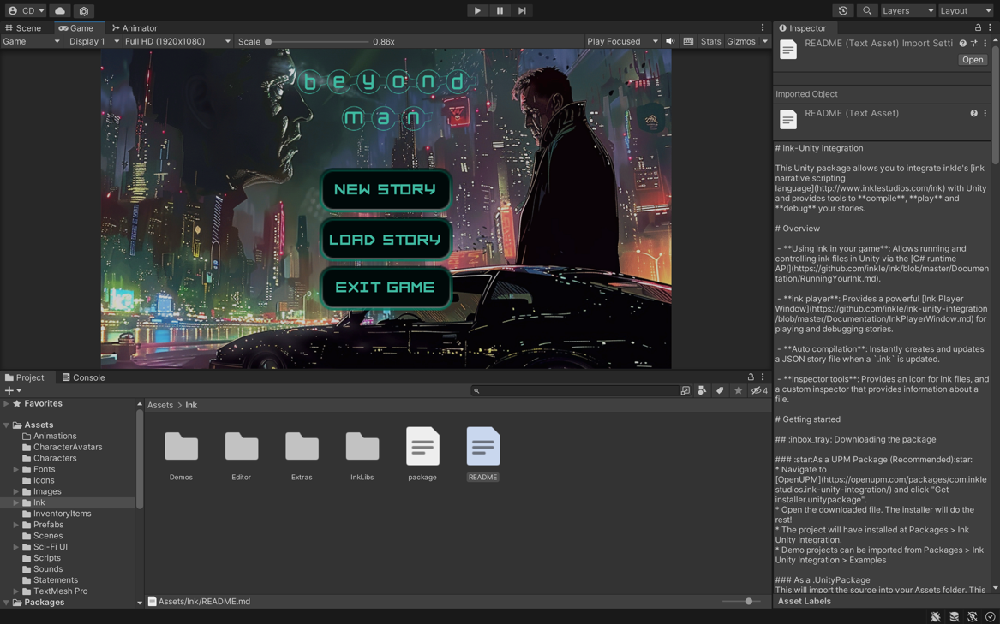 CD
Layers
Layout
Scene
Game
Animator
Game
Display 1
Full HD (1920x1080)
Scale
0.86x
Play Focused
Stats
Gizmos
beyond
man
NEW STORY
LOAD STORY
EXIT GAME
Project
Console
4
Favorites
Assets
Animations
CharacterAvatars
Characters
Fonts
Icons
Images
Ink
InventoryItems
Prefabs
Scenes
Sci-Fi UI
Scripts
Sounds
Statements
TextMesh Pro
Packages
Assets > Ink
Demos
Editor
Extras
InkLibs
package
README
Assets/Ink/README.md
Inspector
README (Text Asset) Import Setti
Open
Imported Object
README (Text Asset)
# ink-Unity integration
This Unity package allows you to integrate inkle's [ink
narrative scripting
language](http://www.inklestudios.com/ink) with Unity
and provides tools to **compile**, **play** and
**debug** your stories.
# Overview
- **Using ink in your game**: Allows running and
controlling ink files in Unity via the [C# runtime
API](https://github.com/inkle/ink/blob/master/Documen
tation/RunningYourInk.md).
- **ink player**: Provides a powerful [Ink Player
Window](https://github.com/inkle/ink-unity-integration
/blob/master/Documentation/InkPlayerWindow.md) for
playing and debugging stories.
- **Auto compilation**: Instantly creates and updates
a JSON story file when a `.ink` is updated.
- **Inspector tools**: Provides an icon for ink files, and
a custom inspector that provides information about a
file.
# Getting started
## :inbox_tray: Downloading the package
### :star:As a UPM Package (Recommended):star:
* Navigate to
[OpenUPM](https://openupm.com/packages/com.inkle
studios.ink-unity-integration/) and click "Get
installer.unitypackage".
* Open the downloaded file. The installer will do the
rest!
* The project will have installed at Packages > Ink
Unity Integration.
* Demo projects can be imported from Packages > Ink
Unity Integration > Examples
### As a .UnityPackage
This will import the source into your Assets folder. This
Asset Labels